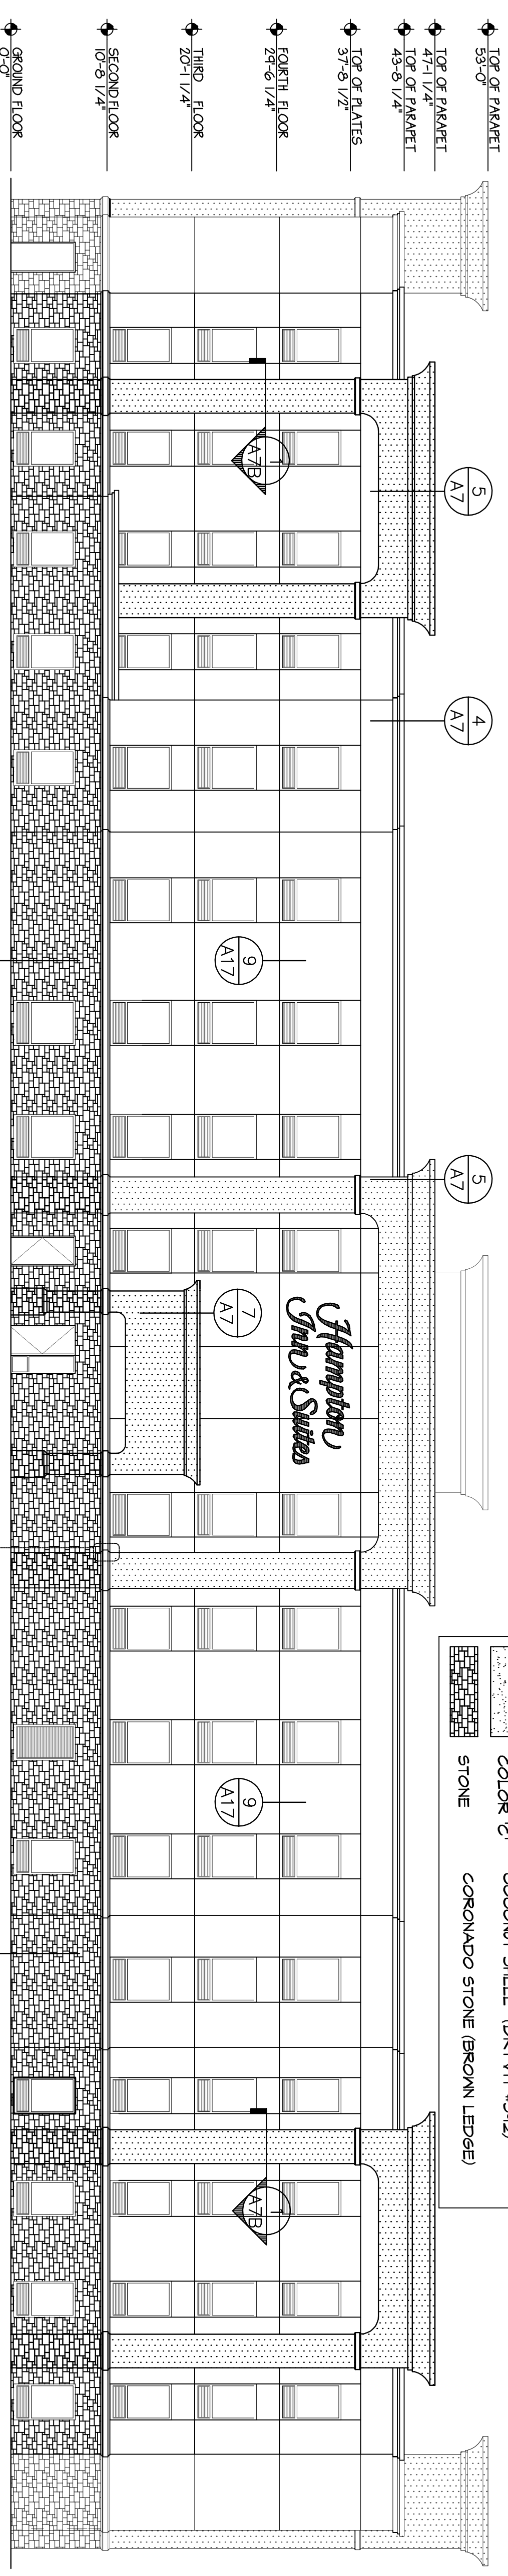 TOP OF PARAPET
53'-0"
TOP OF PARAPET
47-1 1/4"
TOP OF PARAPET
43-8 1/4"
TOP OF PLATES
37'-8 1/2"
FOURTH FLOOR
29'-6 1/4"
THIRD FLOOR
20'-1 1/4"
SECOND FLOOR
10'-8 1/4"
GROUND FLOOR
0'-0"
5
A7
4
A7
5
A7
1
A7B
9
A17
7
A7
Hampton
Inn & Suites
9
A17
1
A7B
COLOR 'C'
STONE
CORONADO STONE (BROWN LEDGE)